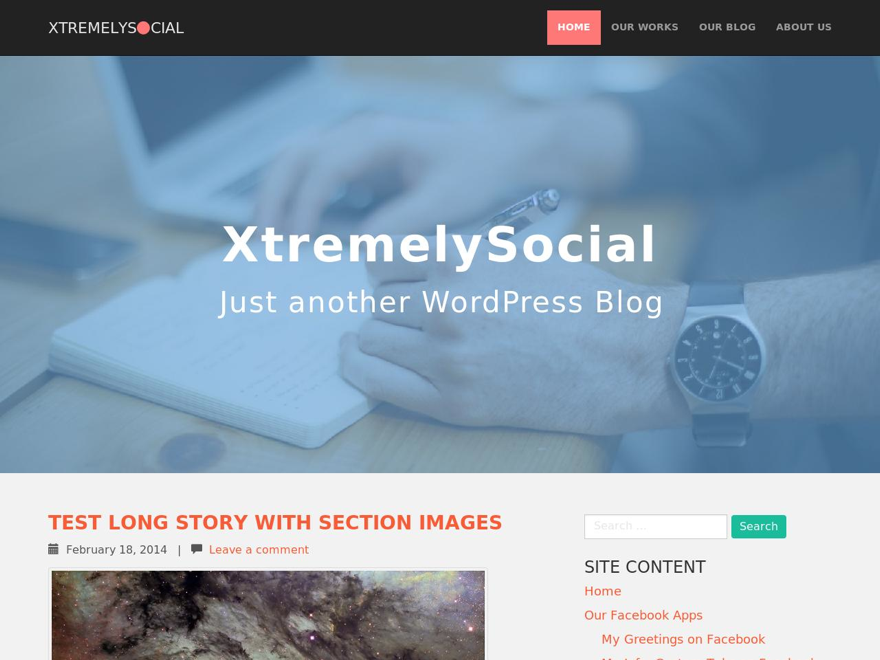 XTREMELYSOCIAL
HOME OUR WORKS OUR BLOG ABOUT US
XtremelySocial
Just another WordPress Blog
TEST LONG STORY WITH SECTION IMAGES
February 18, 2014 | Leave a comment
Search ...
Search
SITE CONTENT
Home
Our Facebook Apps
My Greetings on Facebook